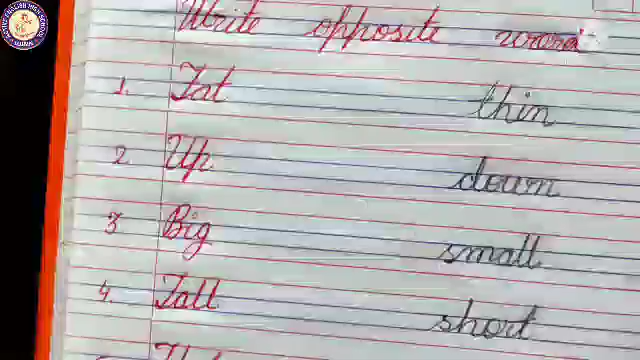 Write opposite word
1. Fat thin
2 Up down
3 Big small
4. Tall short